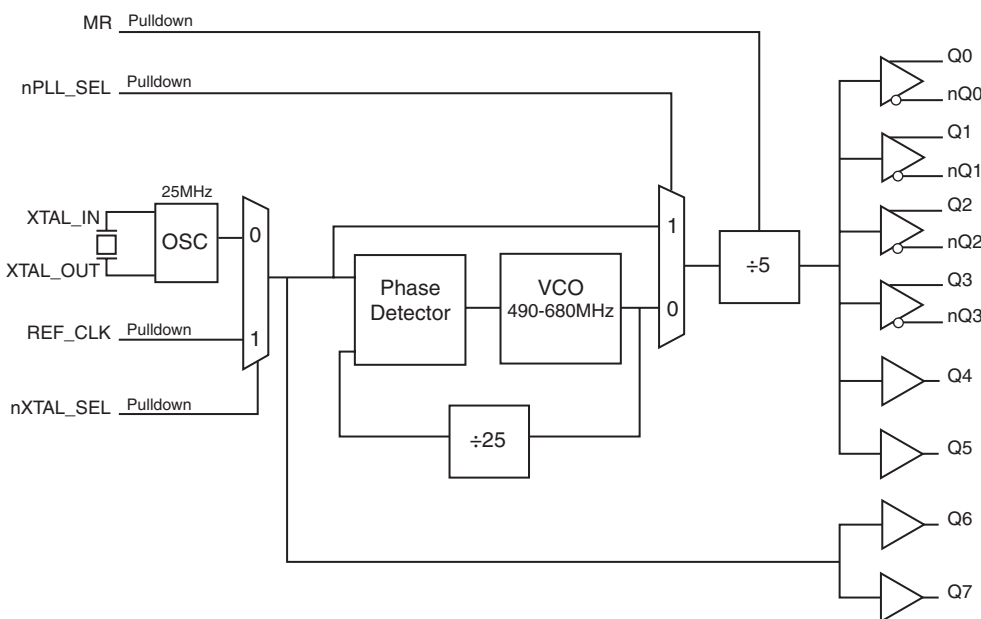 MR Pulldown
nPLL_SEL Pulldown
25MHz
XTAL_IN
OSC
XTAL_OUT
0
1
REF_CLK Pulldown
nXTAL_SEL Pulldown
Phase
Detector
VCO
490-680MHz
÷25
1
0
÷5
Q0
nQ0
Q1
nQ1
Q2
nQ2
Q3
nQ3
Q4
Q5
Q6
Q7